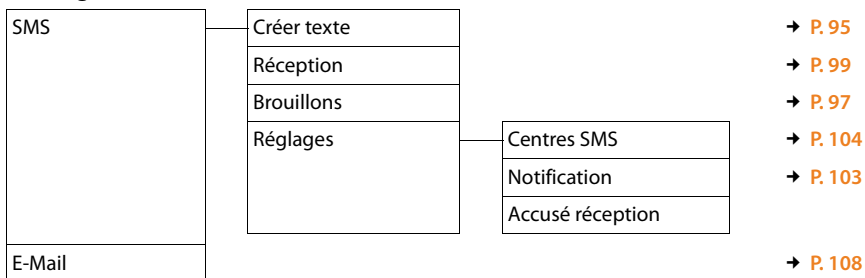 SMS Créer texte → P. 95
Réception → P. 99
Brouillons → P. 97
Réglages Centres SMS → P. 104
Notification → P. 103
Accusé réception
E-Mail → P. 108